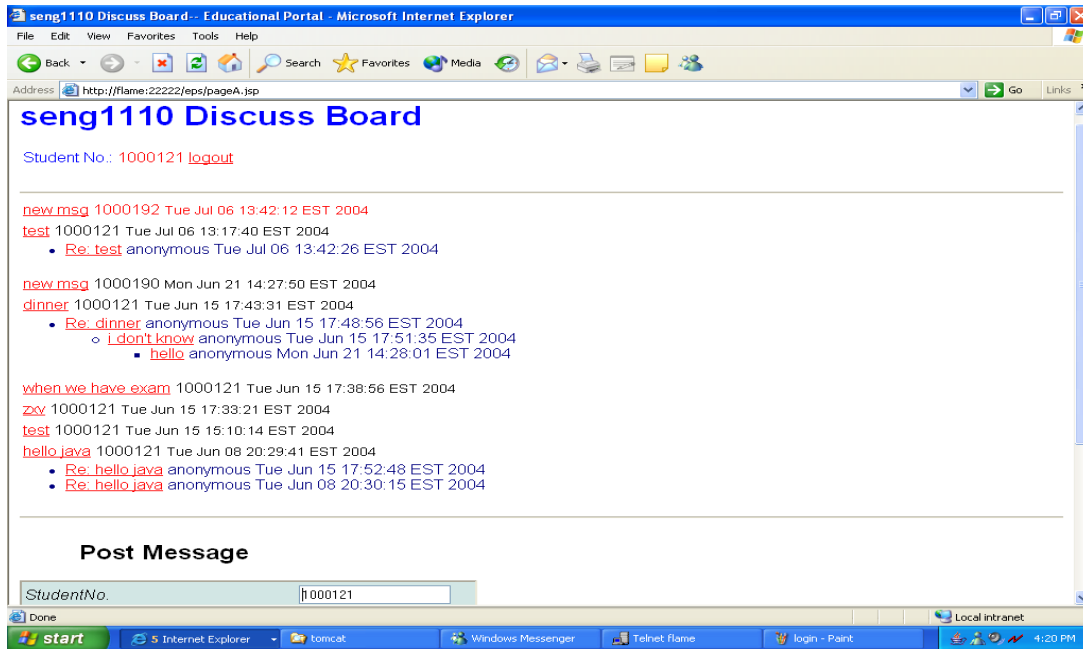 seng1110 Discuss Board-- Educational Portal - Microsoft Internet Explorer
File Edit View Favorites Tools Help
Back Search Favorites Media
Address http://flame:22222/eps/pageA.jsp Go Links
seng1110 Discuss Board
Student No.: 1000121 logout
new msg 1000192 Tue Jul 06 13:42:12 EST 2004
test 1000121 Tue Jul 06 13:17:40 EST 2004
Re: test anonymous Tue Jul 06 13:42:26 EST 2004
new msg 1000190 Mon Jun 21 14:27:50 EST 2004
dinner 1000121 Tue Jun 15 17:43:31 EST 2004
Re: dinner anonymous Tue Jun 15 17:48:56 EST 2004
i don't know anonymous Tue Jun 15 17:51:35 EST 2004
hello anonymous Mon Jun 21 14:28:01 EST 2004
when we have exam 1000121 Tue Jun 15 17:38:56 EST 2004
zxv 1000121 Tue Jun 15 17:33:21 EST 2004
test 1000121 Tue Jun 15 15:10:14 EST 2004
hello java 1000121 Tue Jun 08 20:29:41 EST 2004
Re: hello java anonymous Tue Jun 15 17:52:48 EST 2004
Re: hello java anonymous Tue Jun 08 20:30:15 EST 2004
Post Message
StudentNo. 1000121
Done Local intranet
start 5 Internet Explorer tomcat Windows Messenger Telnet flame login - Paint 4:20 PM